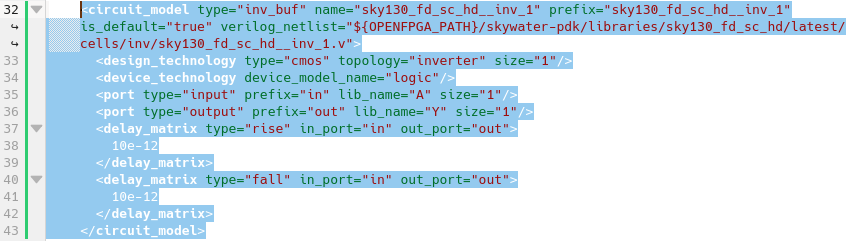 32 <circuit_model type="inv_buf" name="sky130_fd_sc_hd__inv_1" prefix="sky130_fd_sc_hd__inv_1"
is_default="true" verilog_netlist="${OPENFPGA_PATH}/skywater-pdk/libraries/sky130_fd_sc_hd/latest/
cells/inv/sky130_fd_sc_hd__inv_1.v">
33 <design_technology type="cmos" topology="inverter" size="1"/>
34 <device_technology device_model_name="logic"/>
35 <port type="input" prefix="in" lib_name="A" size="1"/>
36 <port type="output" prefix="out" lib_name="Y" size="1"/>
37 <delay_matrix type="rise" in_port="in" out_port="out">
38 10e-12
39 </delay_matrix>
40 <delay_matrix type="fall" in_port="in" out_port="out">
41 10e-12
42 </delay_matrix>
43 </circuit_model>